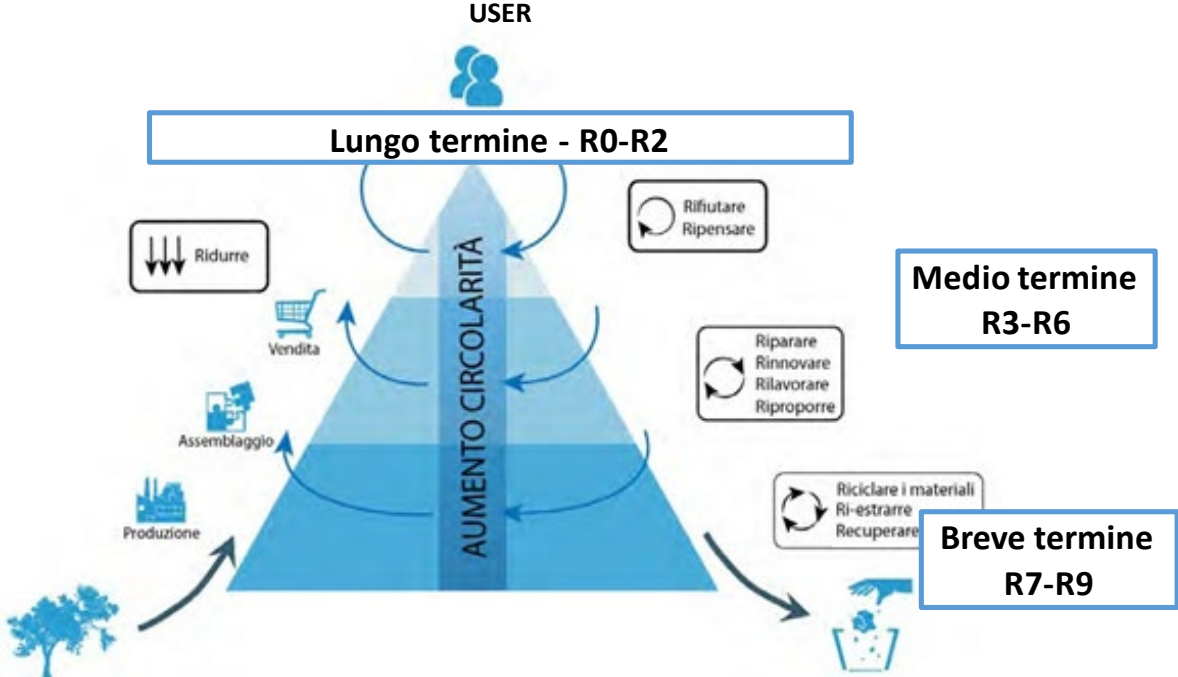 USER
Lungo termine - R0-R2
Rifiutare
Ripensare
Ridurre
Medio termine
R3-R6
Vendita
Riparare
Rinnovare
Rilavorare
Riproporre
AUMENTO CIRCOLARITÀ
Assemblaggio
Riciclare i materiali
Ri-estrarre
Recuperare
Produzione
Breve termine
R7-R9